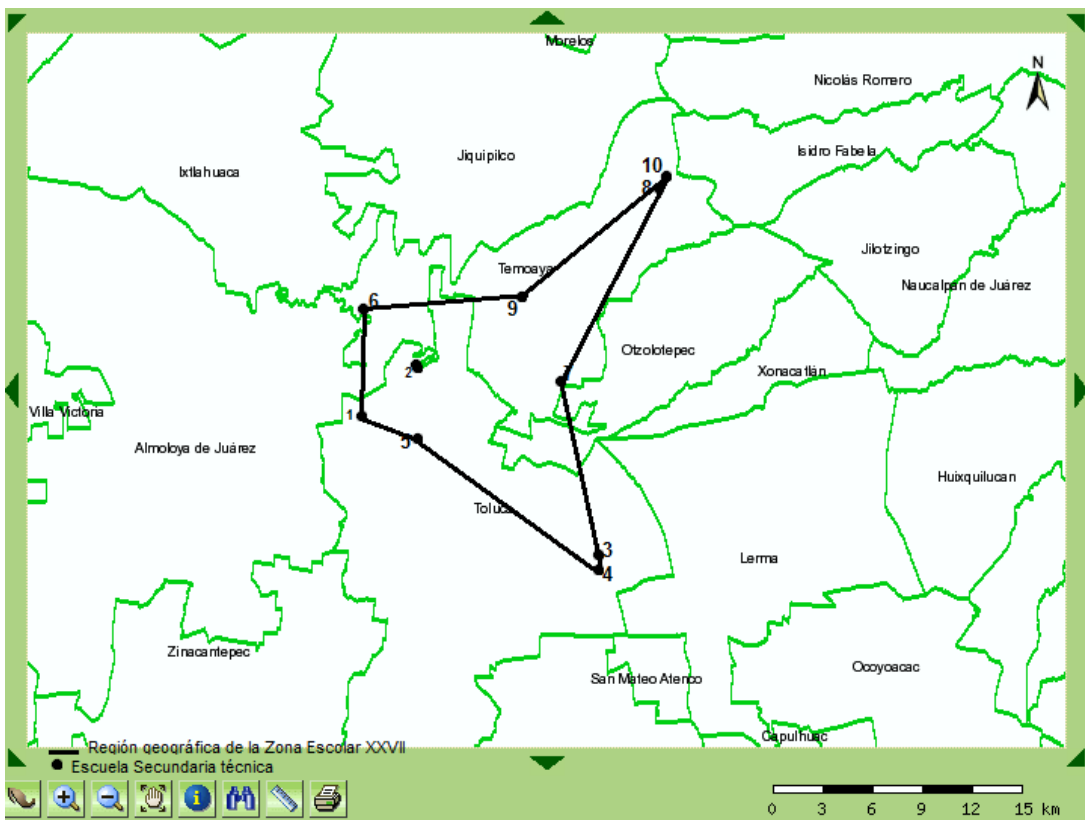 Morelos
N
Nicolás Romero
Isidro Fabela
Jiquipilco
Ixtlahuaca
10
8
Jilotzingo
Temoaya
Naucalpan de Juárez
6
9
Otzolotepec
2
7
Xonacatlán
Villa Victoria
1
5
Almoloya de Juárez
Huixquilucan
Toluca
3
Lerma
4
Zinacantepec
Ocoyoacac
San Mateo Atenco
Capulhuac
Región geográfica de la Zona Escolar XXVII
Escuela Secundaria técnica
0 3 6 9 12 15 km